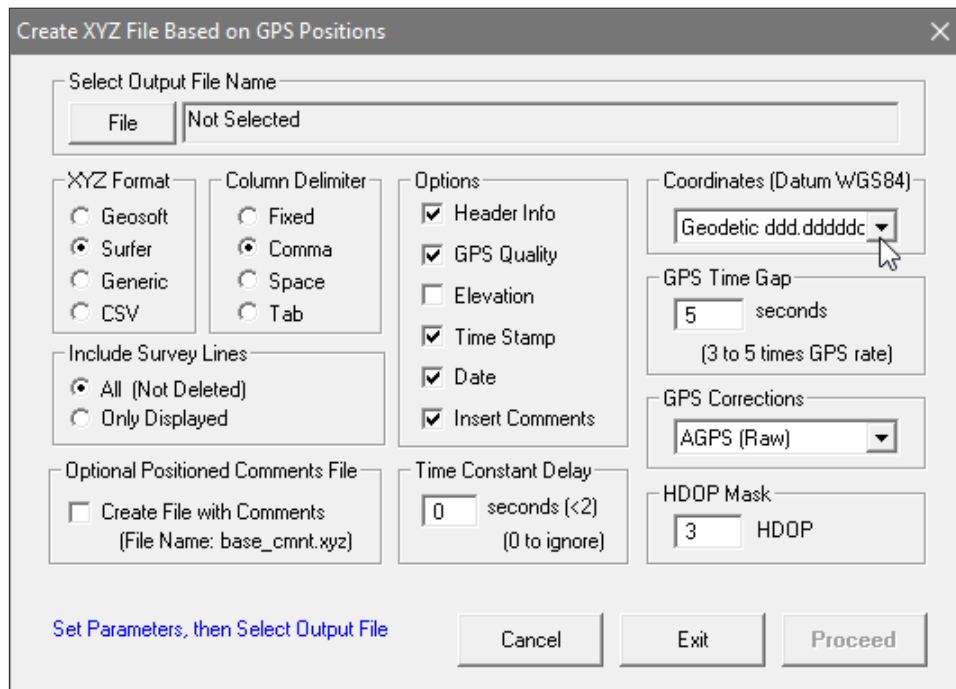 Create XYZ File Based on GPS Positions
Select Output File Name
File
Not Selected
XYZ Format
Geosoft
Surfer
Generic
CSV
Column Delimiter
Fixed
Comma
Space
Tab
Options
Header Info
GPS Quality
Elevation
Time Stamp
Date
Insert Comments
Coordinates (Datum WGS84)
Geodetic ddd.dddddd
GPS Time Gap
5 seconds
(3 to 5 times GPS rate)
Include Survey Lines
All (Not Deleted)
Only Displayed
GPS Corrections
AGPS (Raw)
Optional Positioned Comments File
Create File with Comments
(File Name: base_cmnt.xyz)
Time Constant Delay
0 seconds (<2)
(0 to ignore)
HDOP Mask
3 HDOP
Set Parameters, then Select Output File
Cancel
Exit
Proceed